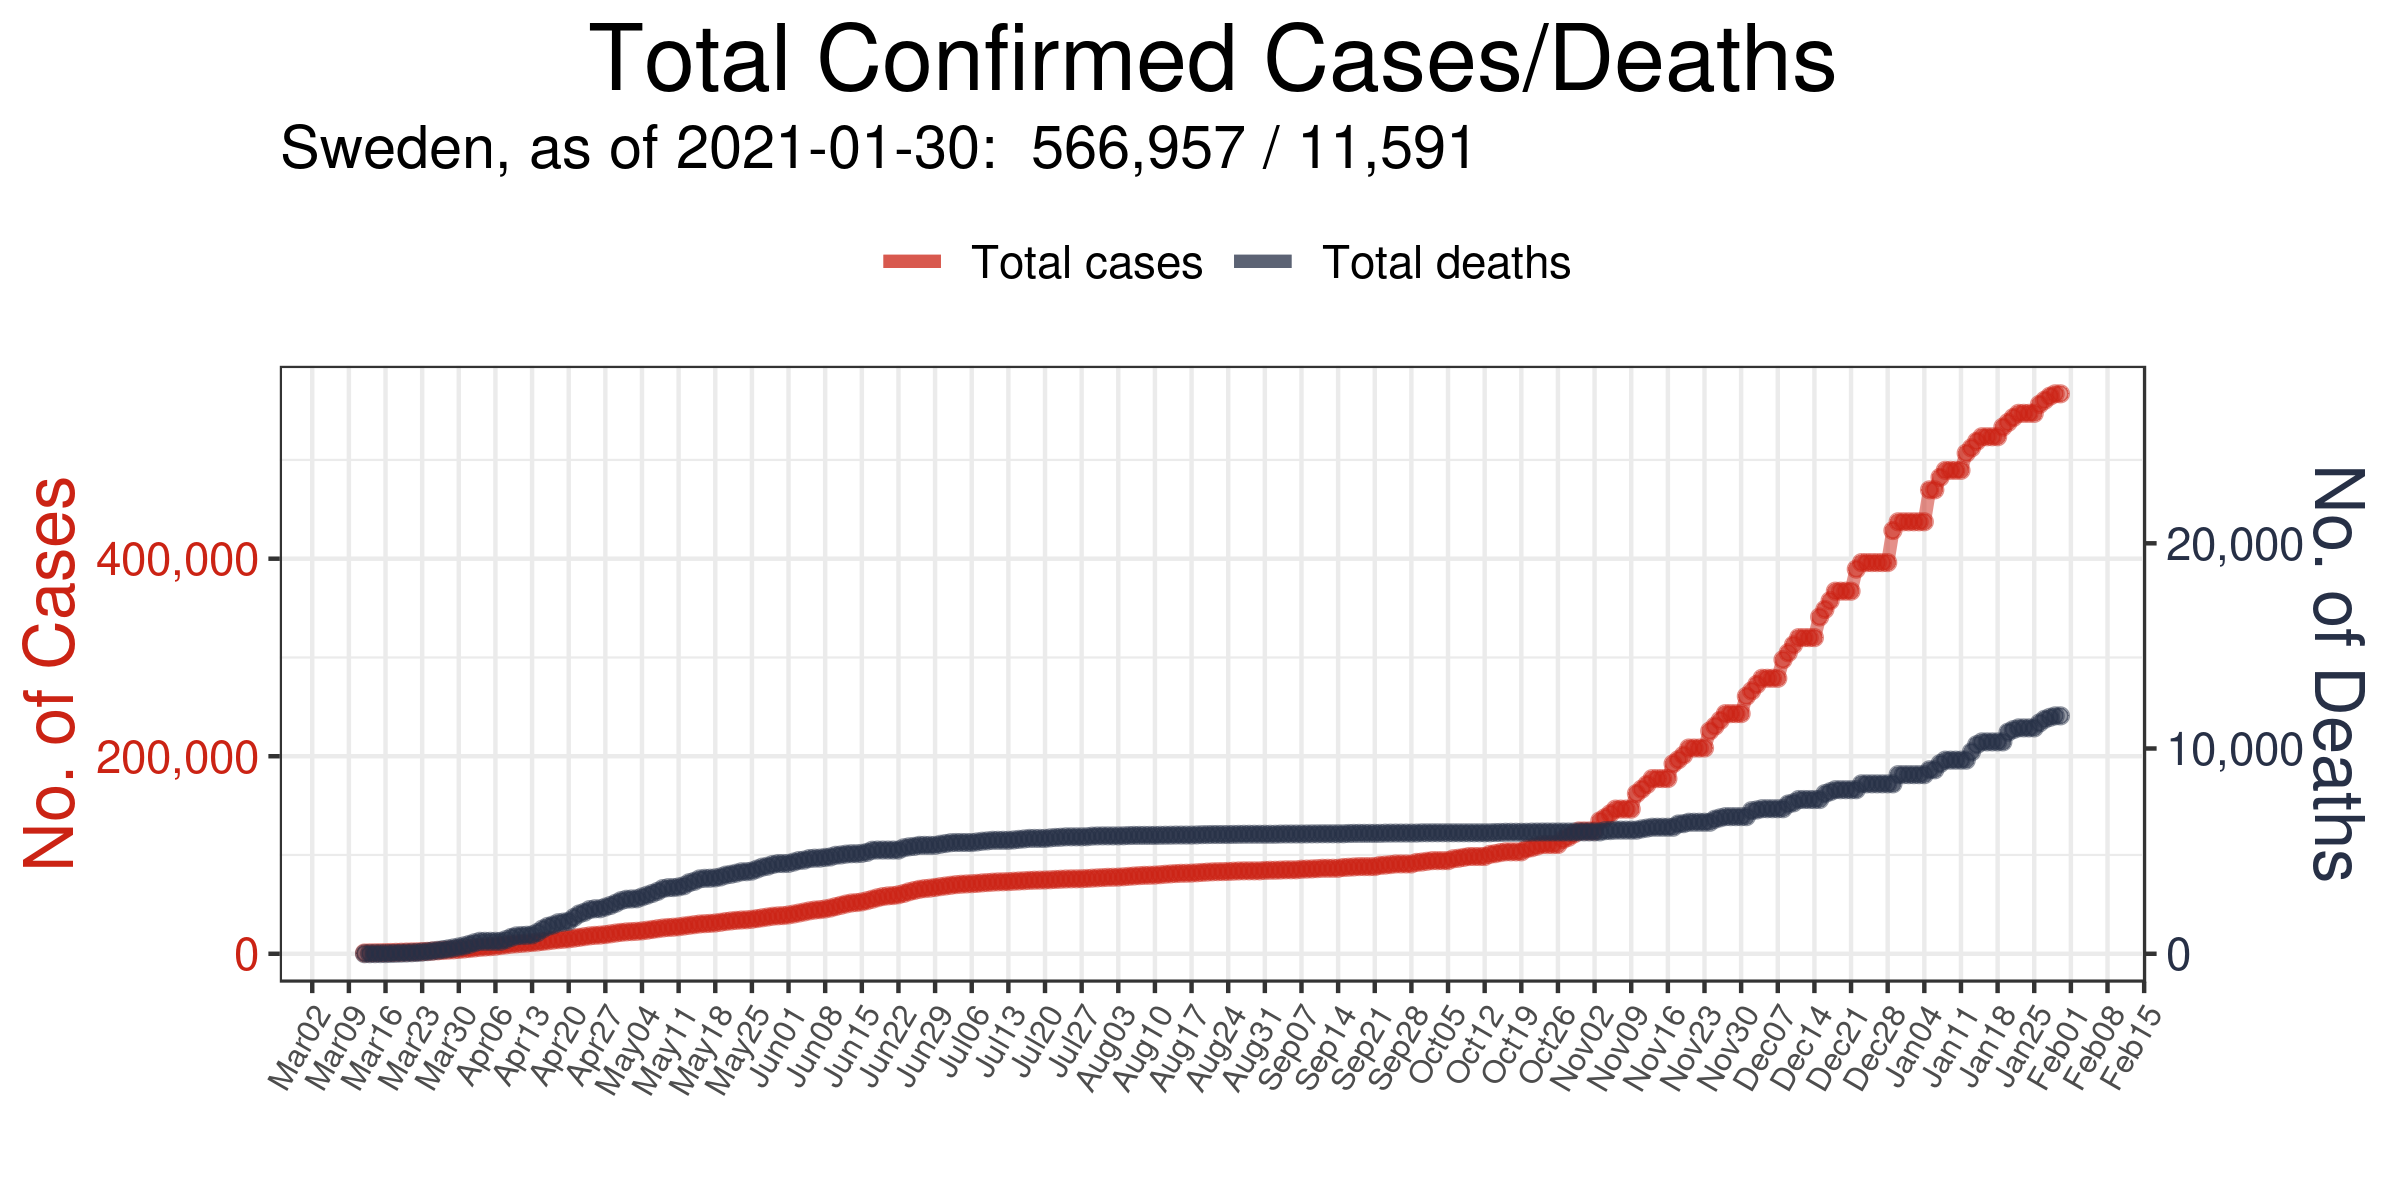 Total Confirmed Cases/Deaths
Sweden, as of 2021-01-30:  566,957 / 11,591
Total cases
Total deaths
No. of Cases
400,000
200,000
0
20,000
10,000
0
No. of Deaths
Mar02
Mar09
Mar16
Mar23
Mar30
Apr06
Apr13
Apr20
Apr27
May04
May11
May18
May25
Jun01
Jun08
Jun15
Jun22
Jun29
Jul06
Jul13
Jul20
Jul27
Aug03
Aug10
Aug17
Aug24
Aug31
Sep07
Sep14
Sep21
Sep28
Oct05
Oct12
Oct19
Oct26
Nov02
Nov09
Nov16
Nov23
Nov30
Dec07
Dec14
Dec21
Dec28
Jan04
Jan11
Jan18
Jan25
Feb01
Feb08
Feb15